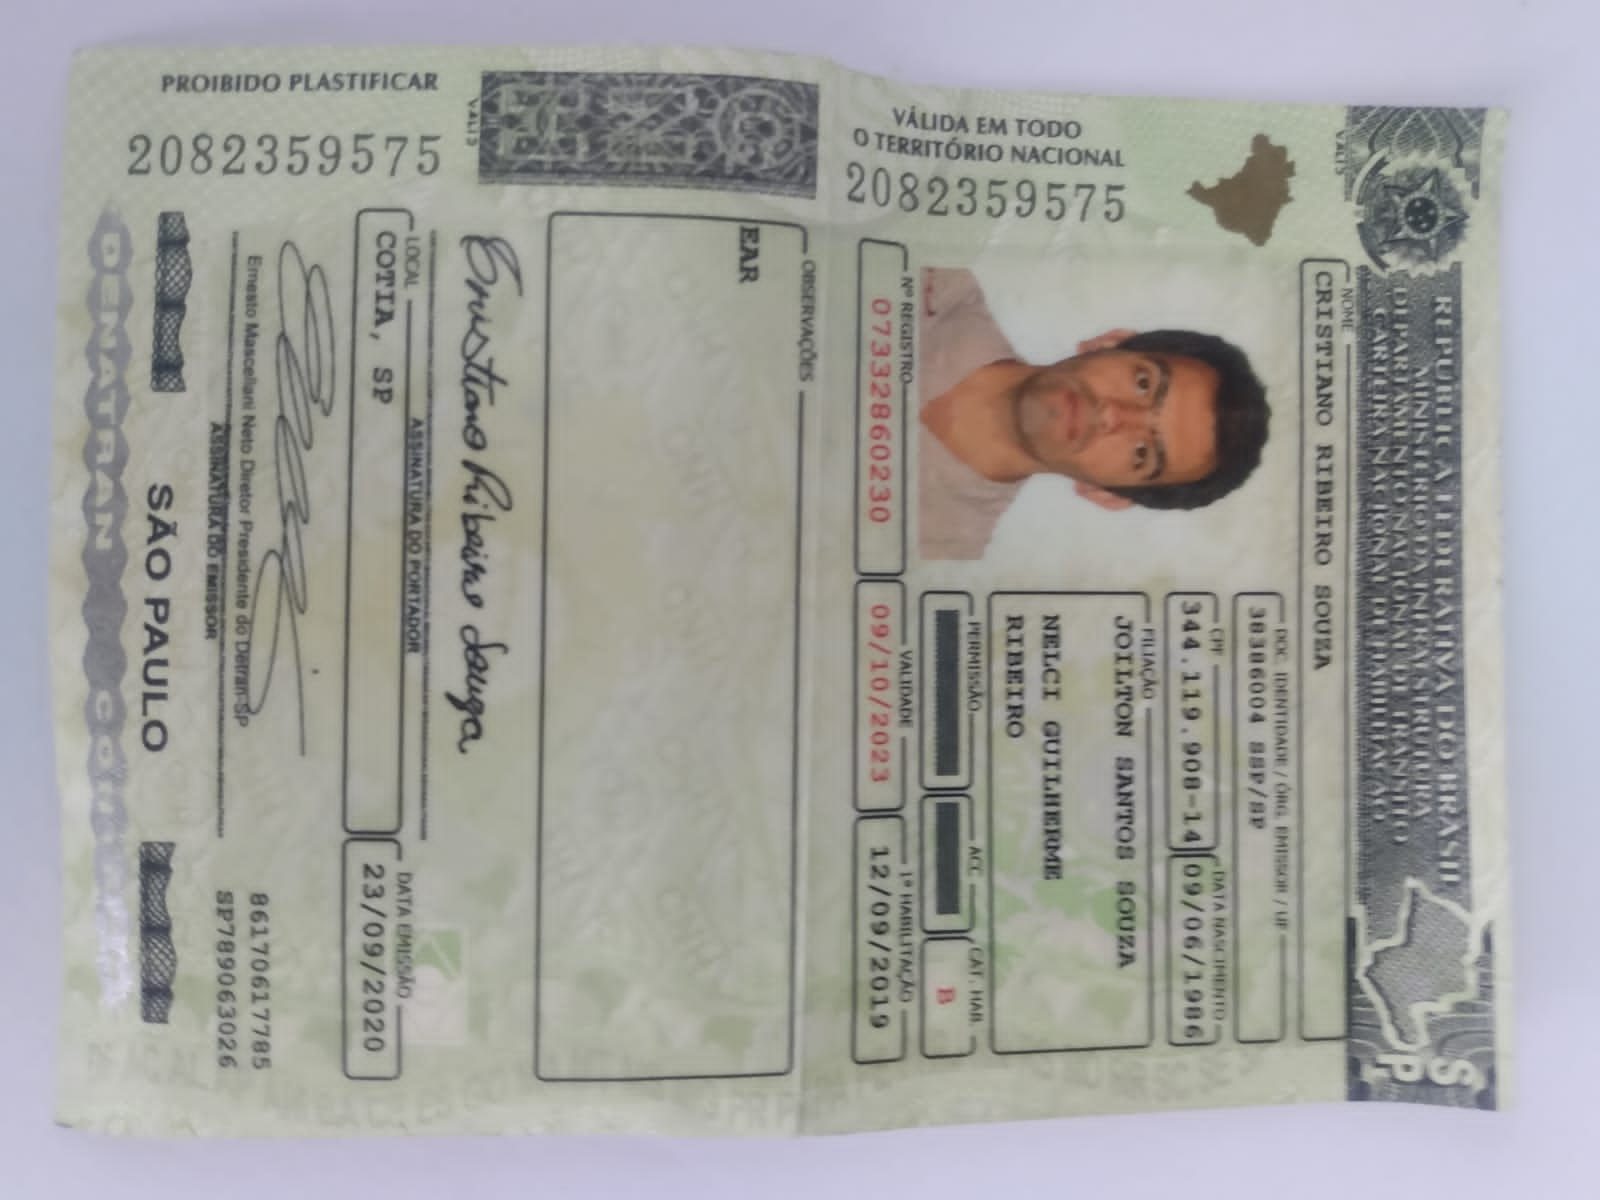 REPÚBLICA FEDERATIVA DO BRASIL
MINISTÉRIO DA INFRAESTRUTURA
DEPARTAMENTO NACIONAL DE TRÂNSITO
CARTEIRA NACIONAL DE HABILITAÇÃO
SP
NOME
CRISTIANO RIBEIRO SOUZA
DOC. IDENTIDADE / ÓRG. EMISSOR / UF
38386004 SSP/SP
CPF
344.119.908-14
DATA NASCIMENTO
09/06/1986
FILIAÇÃO
JOILTON SANTOS SOUZA
NELCI GUILHERME
RIBEIRO
PERMISSÃO
ACC
CAT. HAB.
B
Nº REGISTRO
07332860230
VALIDADE
09/10/2023
1ª HABILITAÇÃO
12/09/2019
VÁLIDA EM TODO
O TERRITÓRIO NACIONAL
2082359575
OBSERVAÇÕES
EAR
Cristiano Ribeiro Souza
ASSINATURA DO PORTADOR
LOCAL
COTIA, SP
DATA EMISSÃO
23/09/2020
Ernesto Mascellani Neto Diretor Presidente do Detran-SP
ASSINATURA DO EMISSOR
86170617785
SP789063026
SÃO PAULO
PROIBIDO PLASTIFICAR
2082359575
DENATRAN